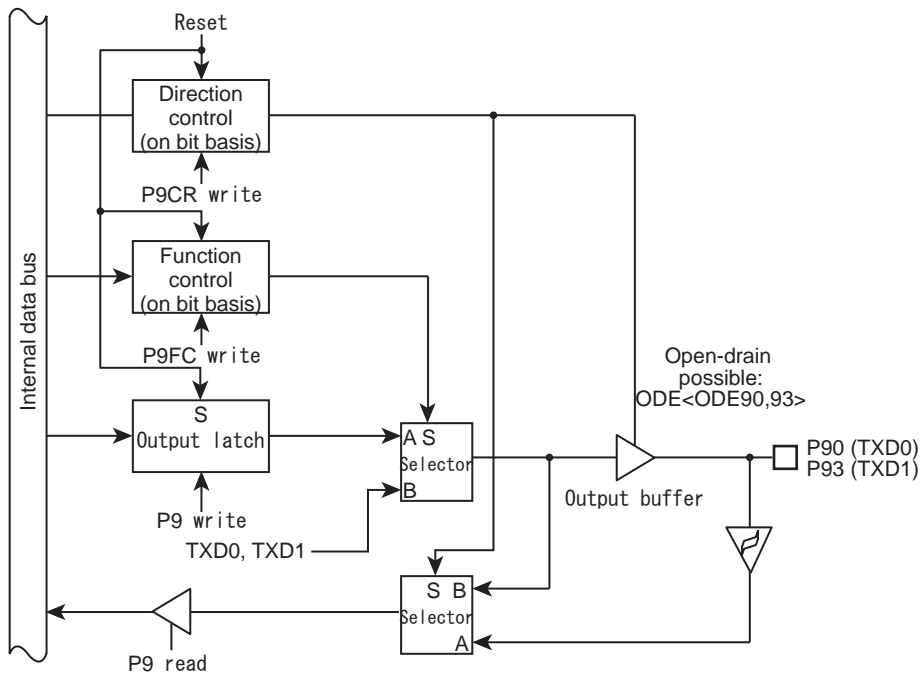 Reset
Direction
control
(on bit basis)
P9CR write
Internal data bus
Function
control
(on bit basis)
P9FC write
Open-drain
possible:
ODE<ODE90,93>
S
Output latch
A S
Selector
B
P90 (TXD0)
P93 (TXD1)
Output buffer
P9 write
TXD0, TXD1
S B
Selector
A
P9 read